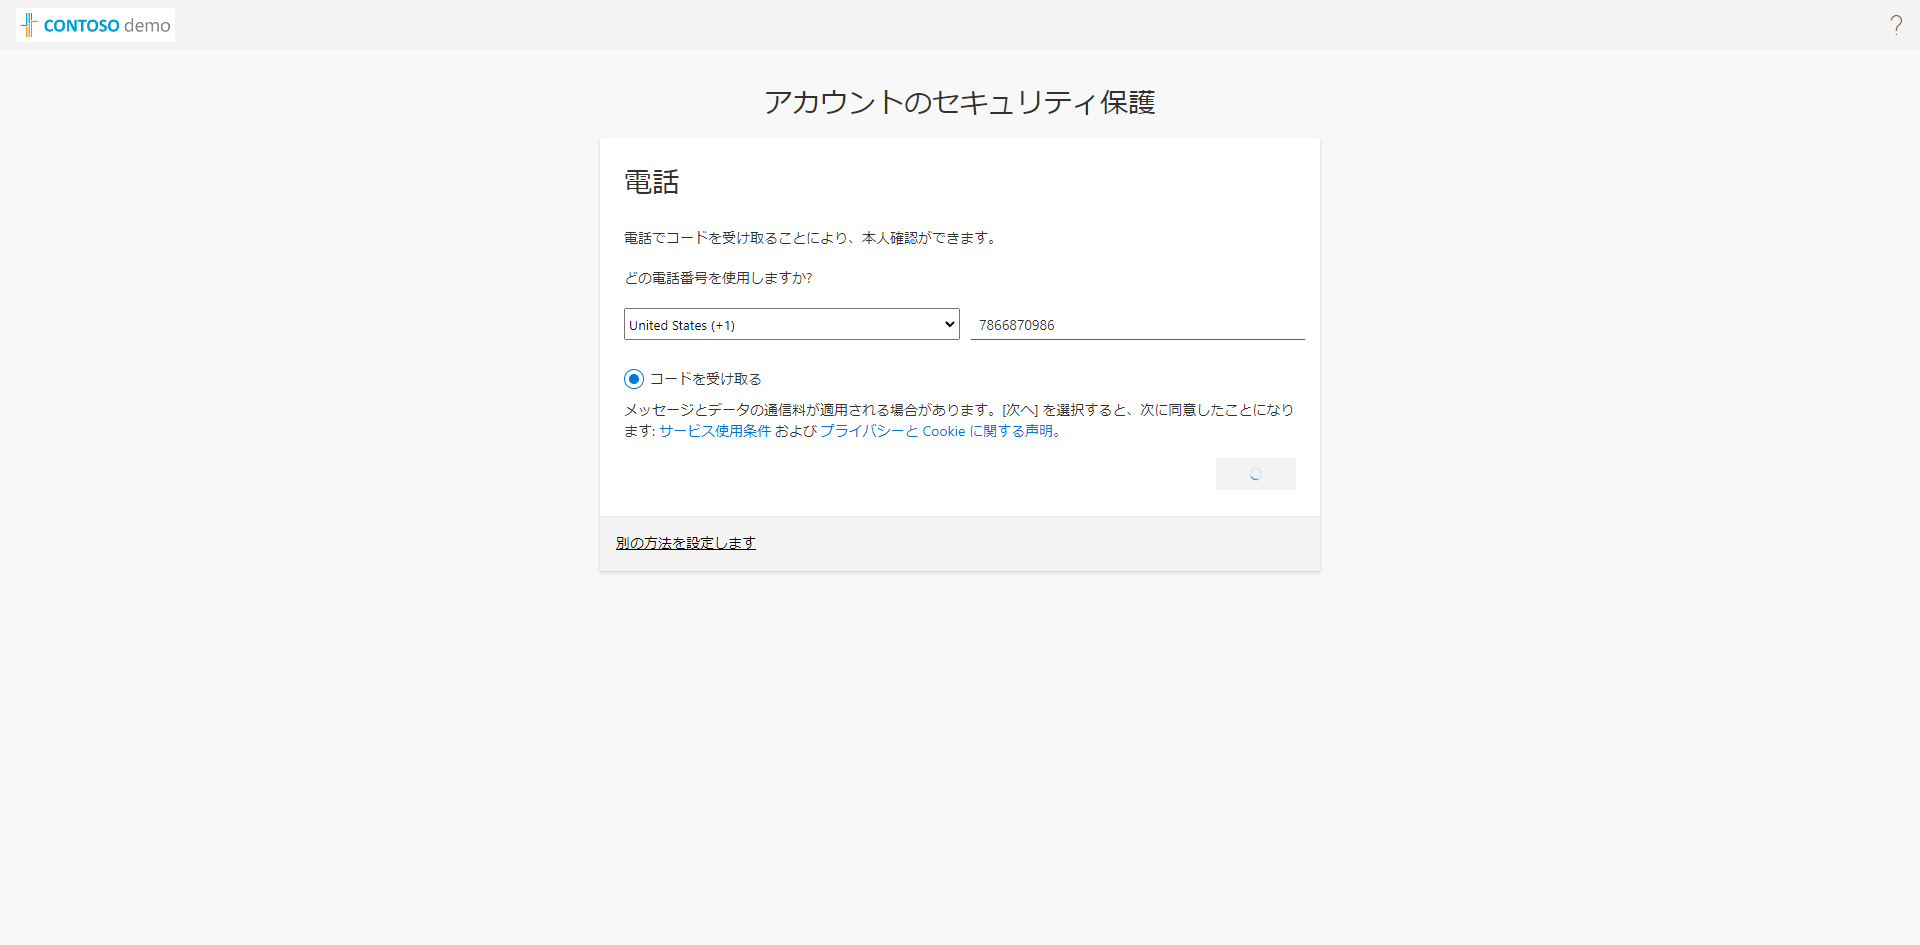 CONTOSO demo
?
アカウントのセキュリティ保護
電話
電話でコードを受け取ることにより、本人確認ができます。
どの電話番号を使用しますか?
United States (+1) 7866870986
コードを受け取る
メッセージとデータの通信料が適用される場合があります。[次へ] を選択すると、次に同意したことになり
ます: サービス使用条件 および プライバシーと Cookie に関する声明。
別の方法を設定します